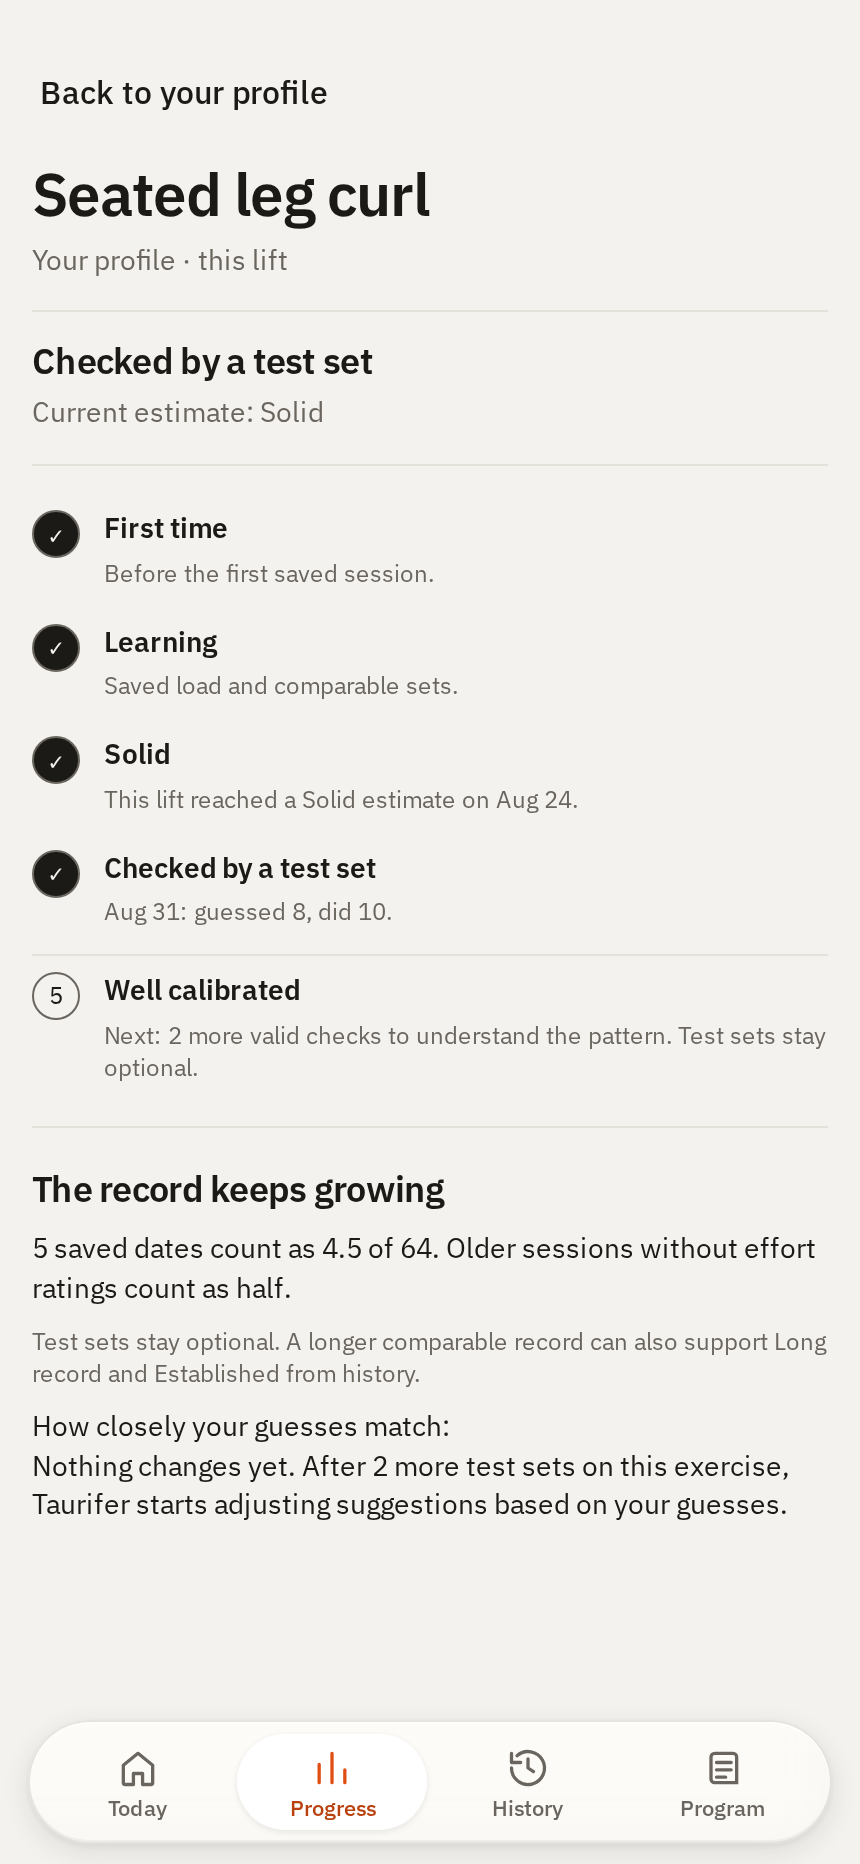 Back to your profile
Seated leg curl
Your profile · this lift
Checked by a test set
Current estimate: Solid
✓ First time
Before the first saved session.
✓ Learning
Saved load and comparable sets.
✓ Solid
This lift reached a Solid estimate on Aug 24.
✓ Checked by a test set
Aug 31: guessed 8, did 10.
5 Well calibrated
Next: 2 more valid checks to understand the pattern. Test sets stay
optional.
The record keeps growing
5 saved dates count as 4.5 of 64. Older sessions without effort
ratings count as half.
Test sets stay optional. A longer comparable record can also support Long
record and Established from history.
How closely your guesses match:
Nothing changes yet. After 2 more test sets on this exercise,
Taurifer starts adjusting suggestions based on your guesses.
Today Progress History Program